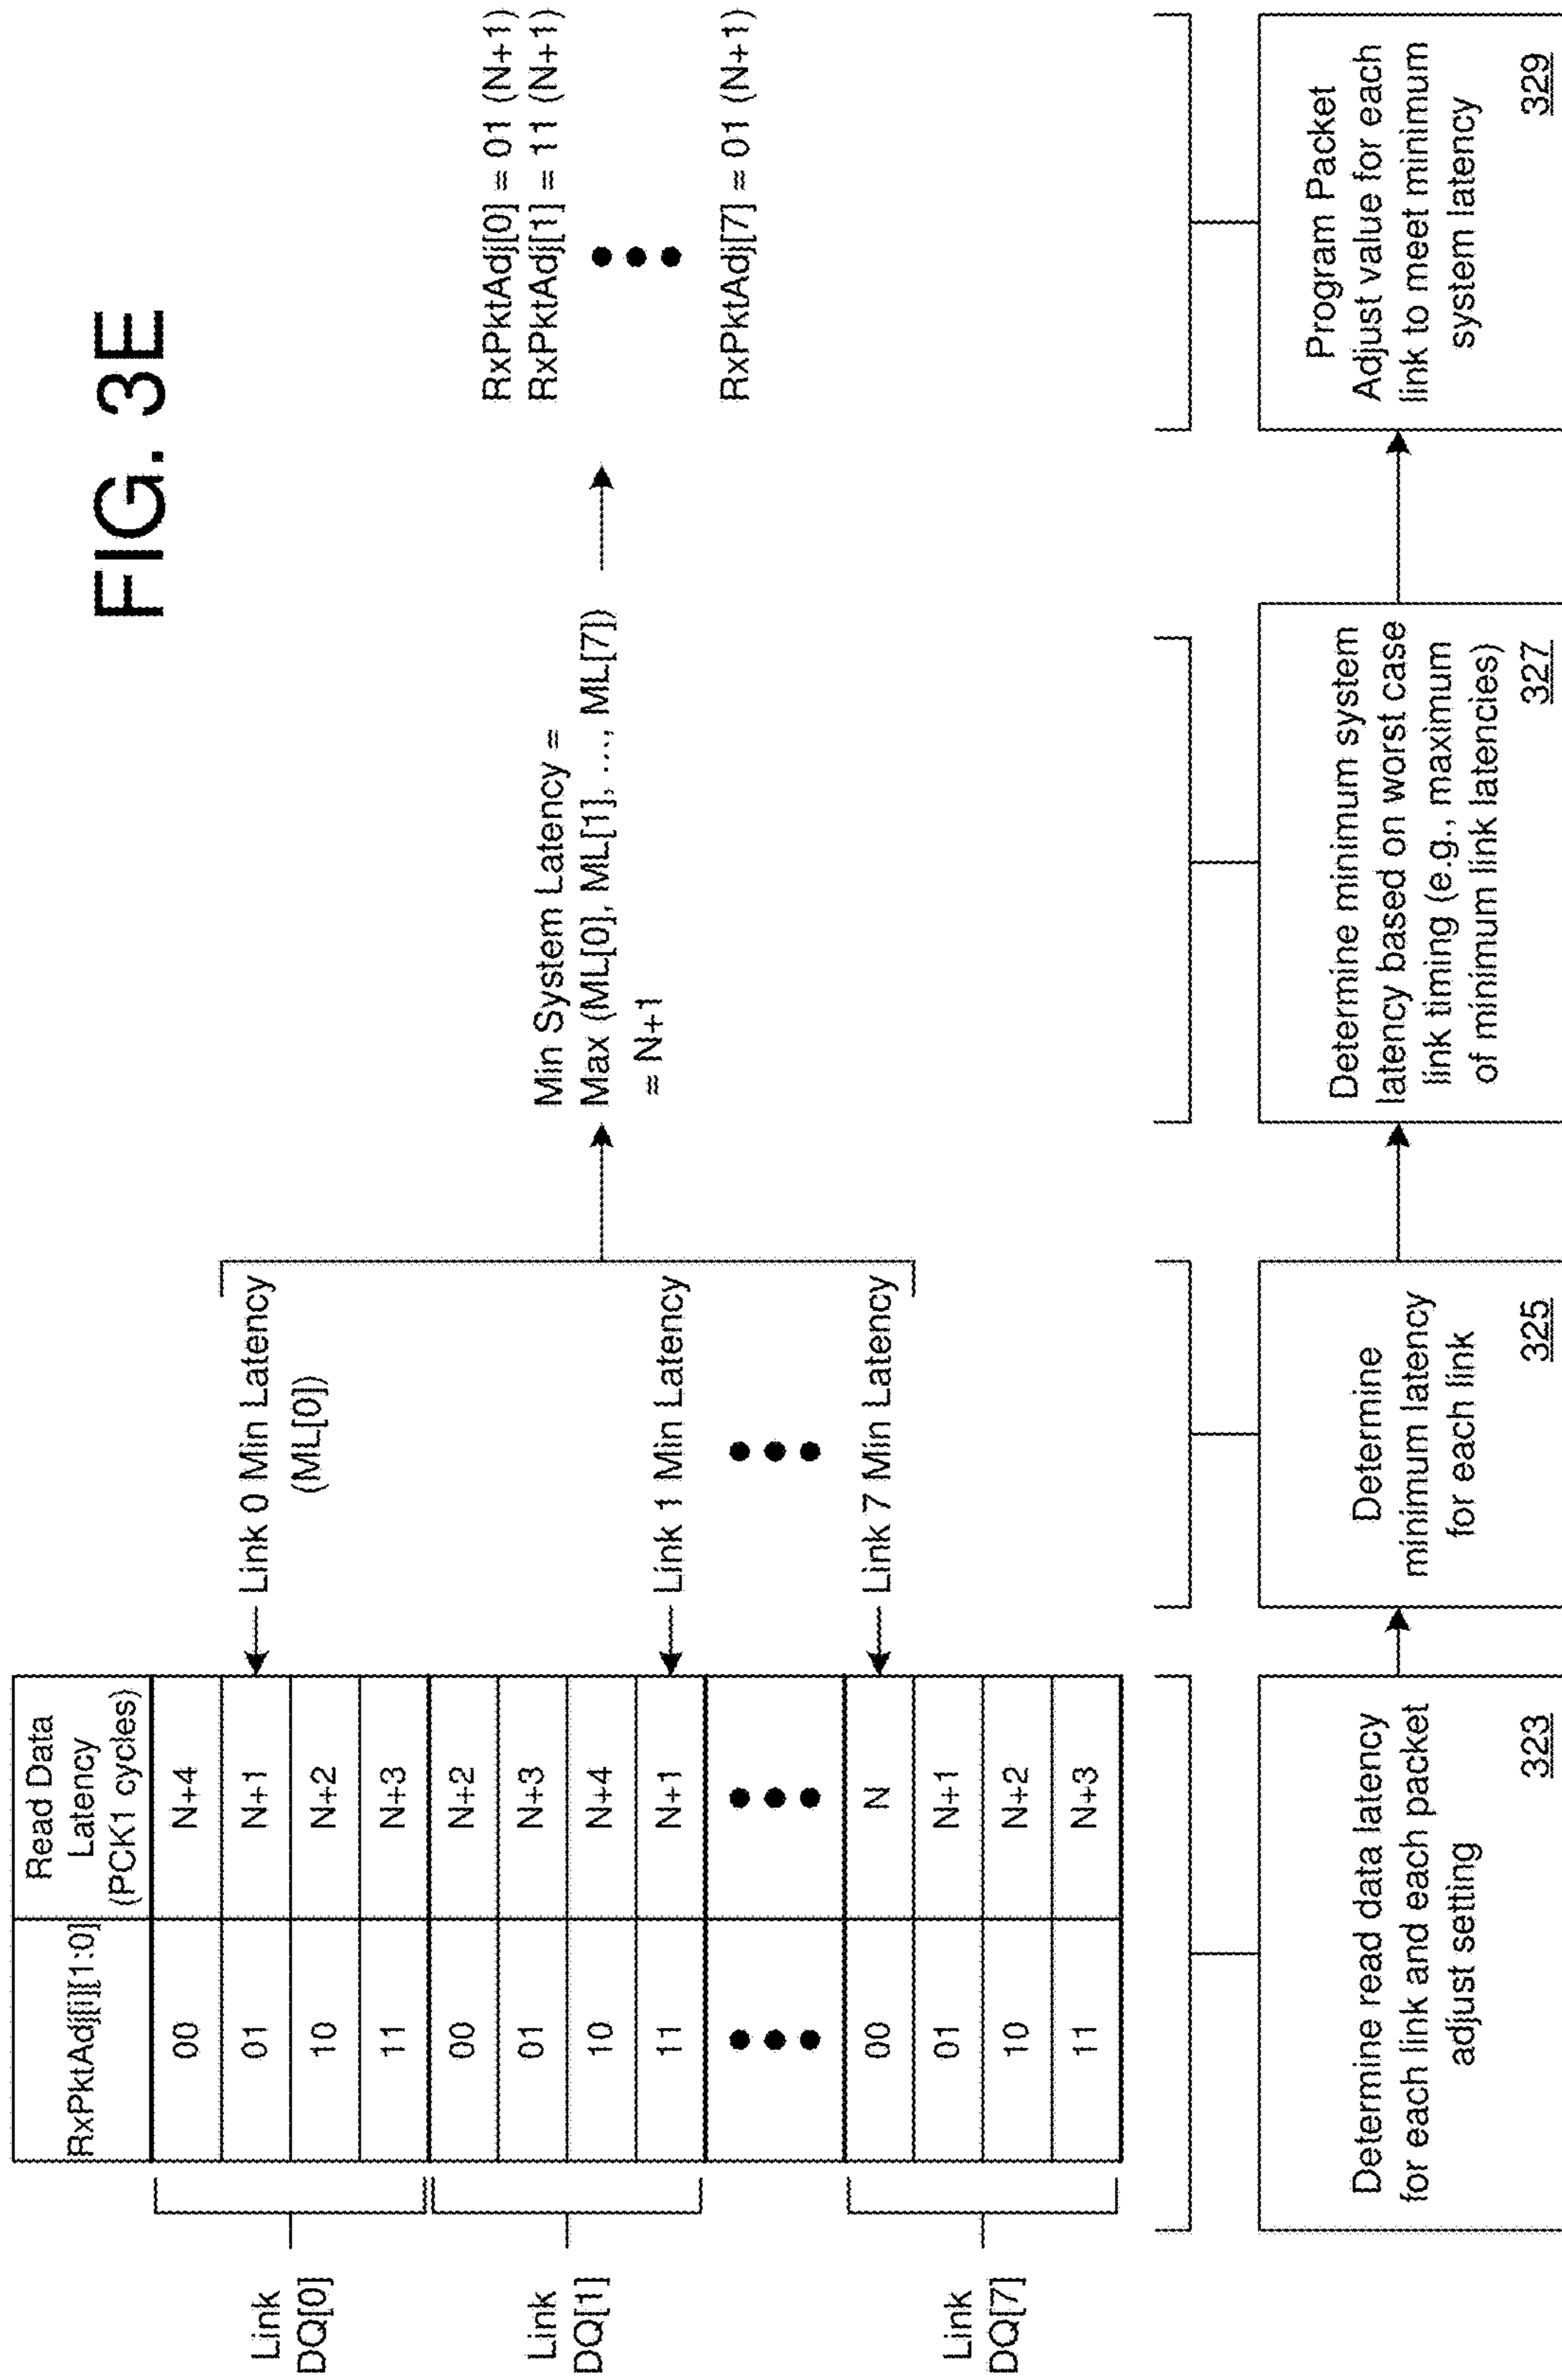 FIG. 3E
RxPktAdj[i][1:0] Read Data
Latency
(PCK1 cycles)
Link
DQ[0]
00 N+4
01 N+1
10 N+2
11 N+3
Link
DQ[1]
00 N+2
01 N+3
10 N+4
11 N+1
Link
DQ[7]
00 N
01 N+1
10 N+2
11 N+3
Link 0 Min Latency
(ML[0])
Link 1 Min Latency
Link 7 Min Latency
Min System Latency =
Max (ML[0], ML[1], ..., ML[7])
= N+1
RxPktAdj[0] = 01 (N+1)
RxPktAdj[1] = 11 (N+1)
RxPktAdj[7] = 01 (N+1)
Determine read data latency
for each link and each packet
adjust setting
323
Determine
minimum latency
for each link
325
Determine minimum system
latency based on worst case
link timing (e.g., maximum
of minimum link latencies)
327
Program Packet
Adjust value for each
link to meet minimum
system latency
329